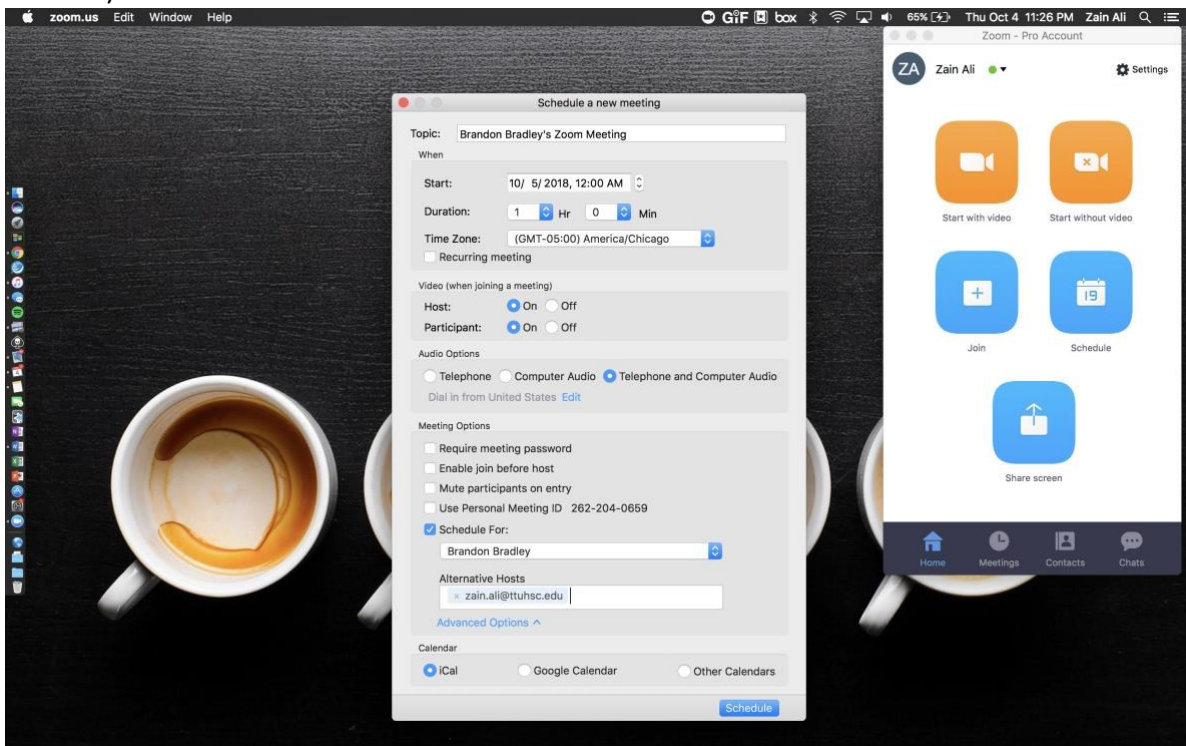 zoom.us Edit Window Help GiF box 65% Thu Oct 4 11:26 PM Zain Ali
Schedule a new meeting
Topic: Brandon Bradley's Zoom Meeting
When
Start: 10/ 5/ 2018, 12:00 AM
Duration: 1 Hr 0 Min
Time Zone: (GMT-05:00) America/Chicago
Recurring meeting
Video (when joining a meeting)
Host: On Off
Participant: On Off
Audio Options
Telephone Computer Audio Telephone and Computer Audio
Dial in from United States Edit
Meeting Options
Require meeting password
Enable join before host
Mute participants on entry
Use Personal Meeting ID 262-204-0659
Schedule For:
Brandon Bradley
Alternative Hosts
× zain.ali@ttuhsc.edu
Advanced Options ^
Calendar
iCal Google Calendar Other Calendars
Schedule
Zoom - Pro Account
ZA Zain Ali Settings
Start with video Start without video
19
Join Schedule
Share screen
Home Meetings Contacts Chats